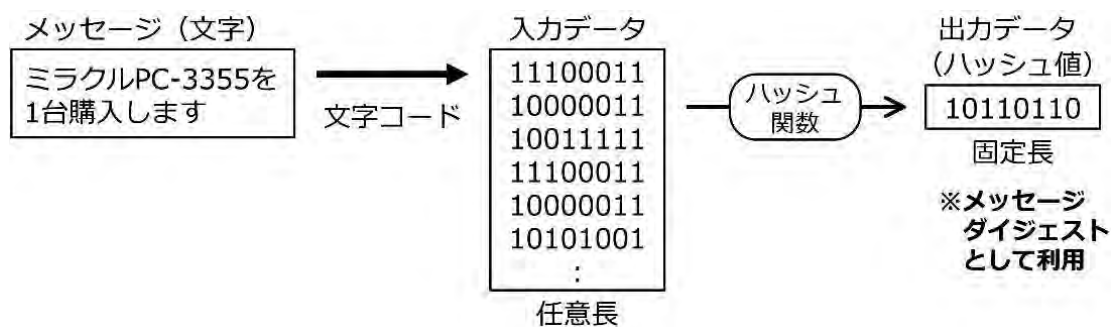 メッセージ（文字）
ミラクルPC-3355を
1台購入します
文字コード
入力データ
11100011
10000011
10011111
11100011
10000011
10101001
:
任意長
ハッシュ
関数
出力データ
（ハッシュ値）
10110110
固定長
※メッセージ
ダイジェスト
として利用